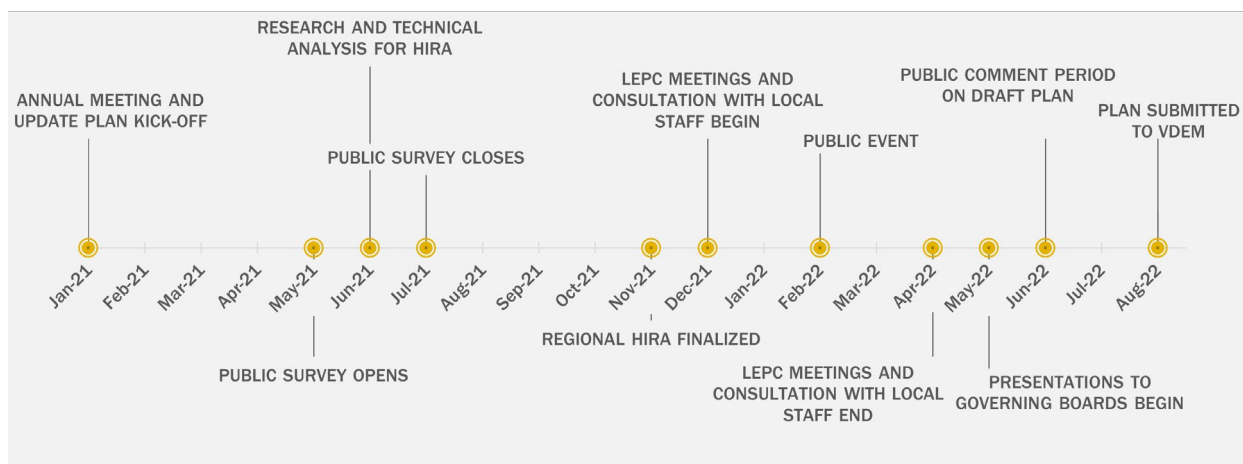 RESEARCH AND TECHNICAL
ANALYSIS FOR HIRA
ANNUAL MEETING AND
UPDATE PLAN KICK-OFF
PUBLIC SURVEY CLOSES
LEPC MEETINGS AND
CONSULTATION WITH LOCAL
STAFF BEGIN
PUBLIC EVENT
PUBLIC COMMENT PERIOD
ON DRAFT PLAN
PLAN SUBMITTED
TO VDEM
Jan-21
Feb-21
Mar-21
Apr-21
May-21
Jun-21
Jul-21
Aug-21
Sep-21
Oct-21
Nov-21
Dec-21
Jan-22
Feb-22
Mar-22
Apr-22
May-22
Jun-22
Jul-22
Aug-22
PUBLIC SURVEY OPENS
REGIONAL HIRA FINALIZED
LEPC MEETINGS AND
CONSULTATION WITH LOCAL
STAFF END
PRESENTATIONS TO
GOVERNING BOARDS BEGIN